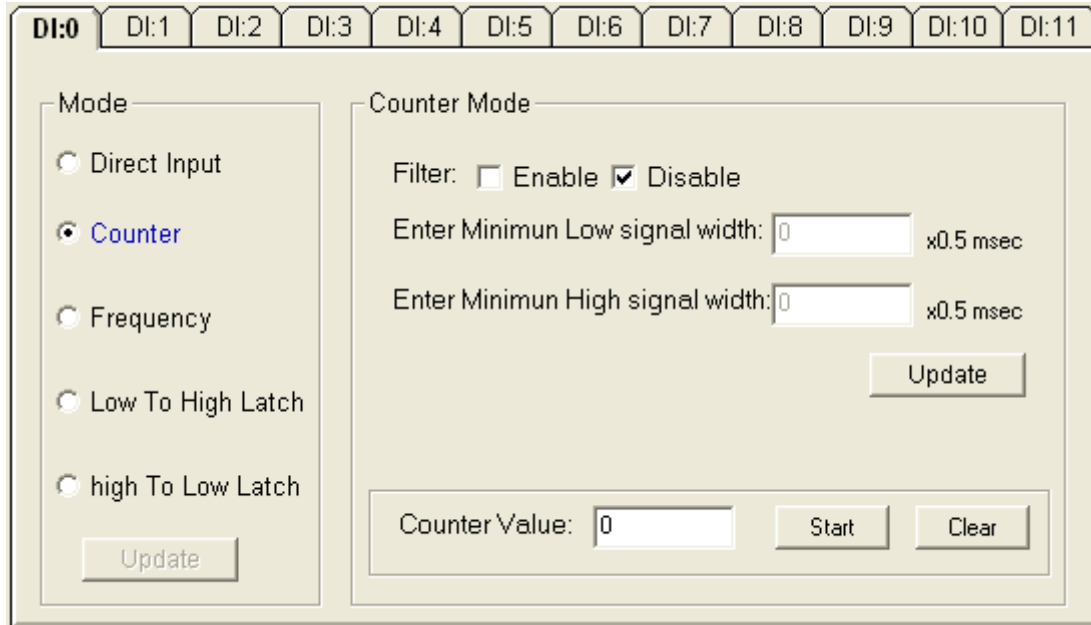 DI:0 DI:1 DI:2 DI:3 DI:4 DI:5 DI:6 DI:7 DI:8 DI:9 DI:10 DI:11
Mode
Direct Input
Counter
Frequency
Low To High Latch
high To Low Latch
Update
Counter Mode
Filter: Enable Disable
Enter Minimun Low signal width: 0 x0.5 msec
Enter Minimun High signal width: 0 x0.5 msec
Update
Counter Value: 0 Start Clear